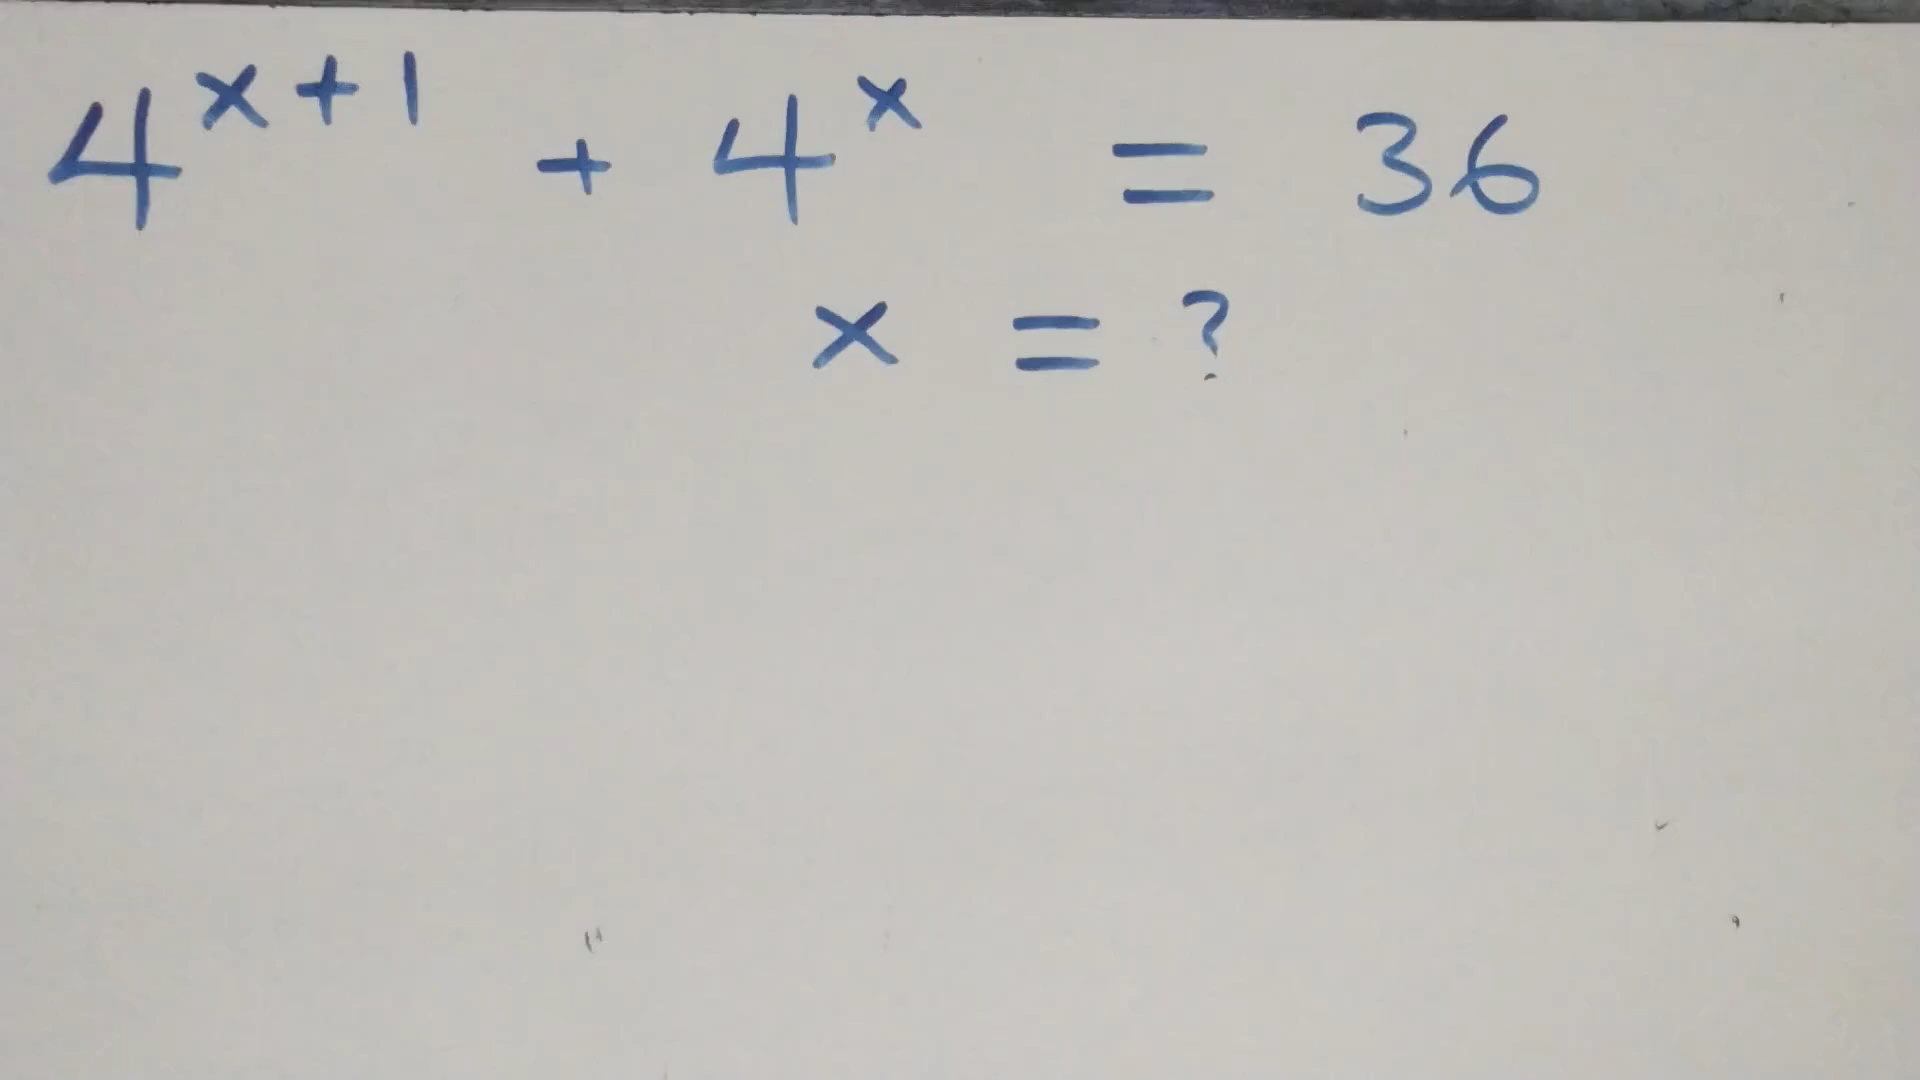 4^{x+1} + 4^x = 36
x = ?